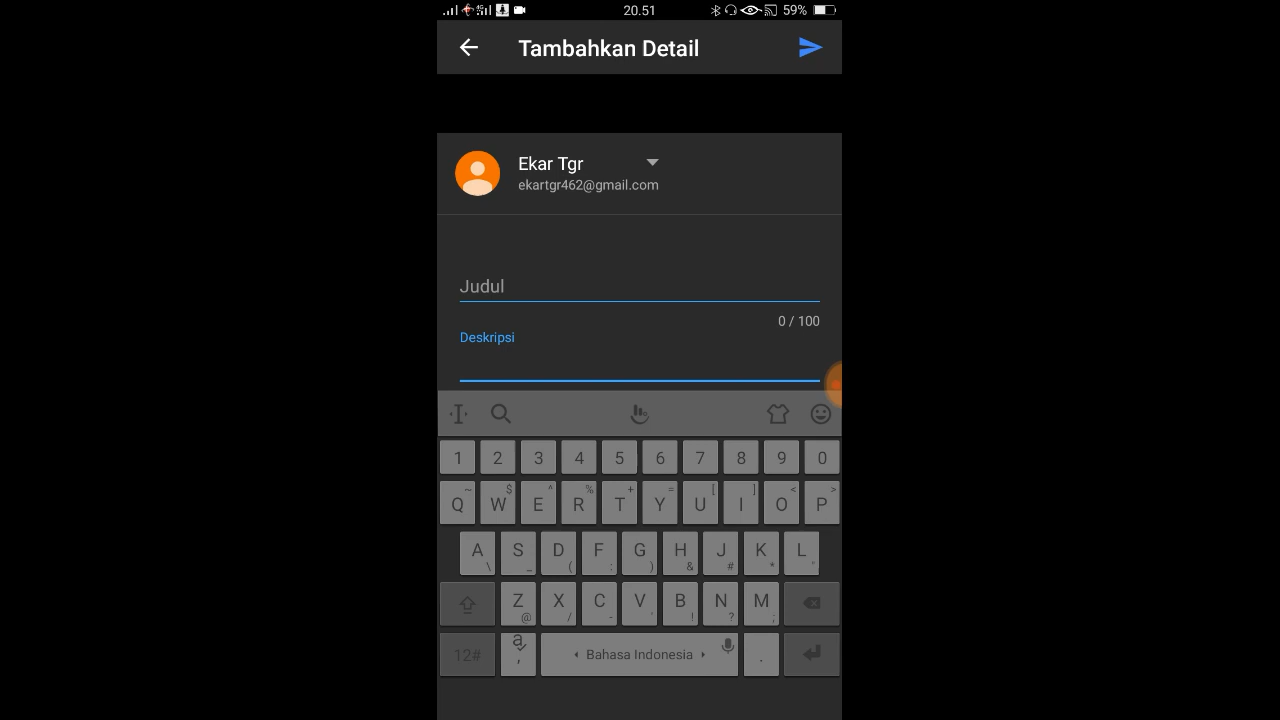 20.51
59%
Tambahkan Detail
Ekar Tgr
ekartgr462@gmail.com
Judul
0 / 100
Deskripsi
1 2 3 4 5 6 7 8 9 0
~ $ ^ % + = [ ] < >
Q W E R T Y U I O P
A S D F G H J K L
\ _ ( : ) & # * "
Z X C V B N M
@ / - ' ! ? ;
12# a , Bahasa Indonesia .